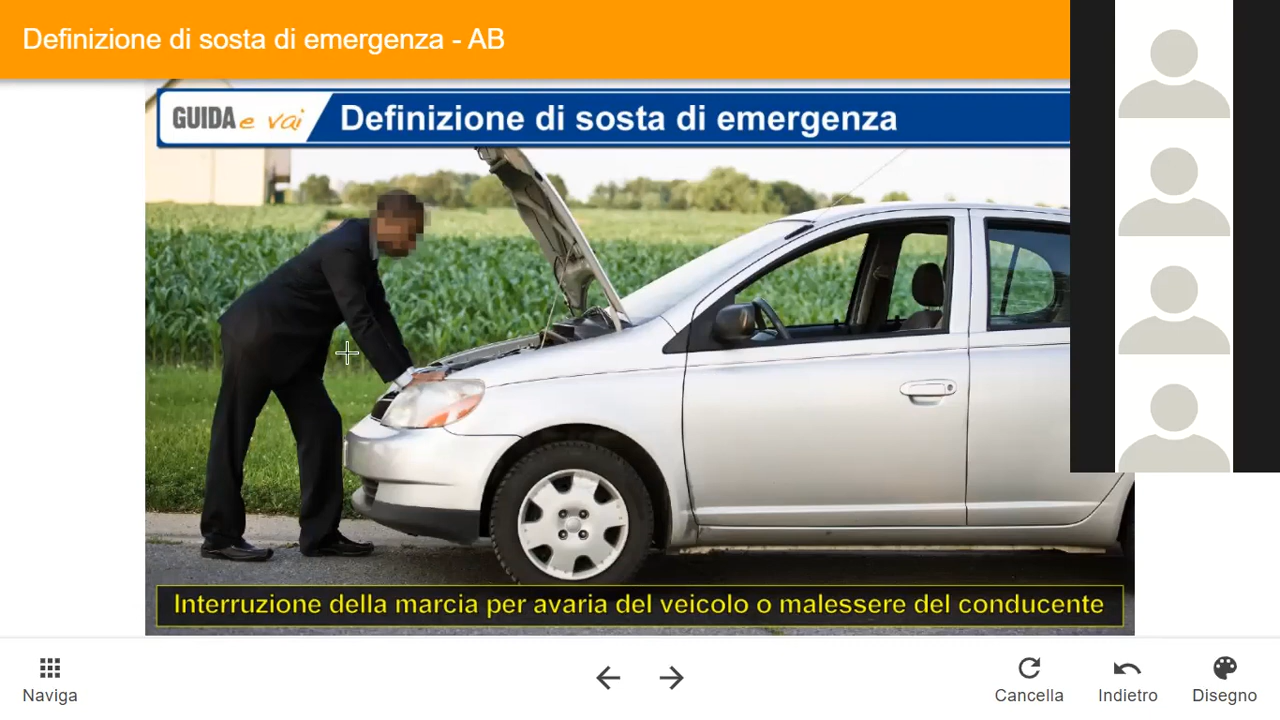 Definizione di sosta di emergenza - AB
GUIDA e vai
Definizione di sosta di emergenza
Interruzione della marcia per avaria del veicolo o malessere del conducente
Naviga
Cancella
Indietro
Disegno